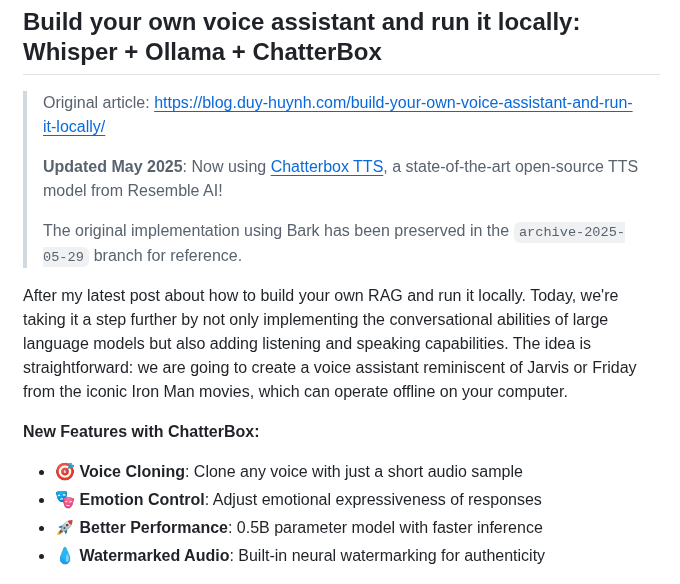 Build your own voice assistant and run it locally:
Whisper + Ollama + ChatterBox
Original article: https://blog.duy-huynh.com/build-your-own-voice-assistant-and-run-
it-locally/
Updated May 2025: Now using Chatterbox TTS, a state-of-the-art open-source TTS
model from Resemble AI!
The original implementation using Bark has been preserved in the archive-2025-
05-29 branch for reference.
After my latest post about how to build your own RAG and run it locally. Today, we're
taking it a step further by not only implementing the conversational abilities of large
language models but also adding listening and speaking capabilities. The idea is
straightforward: we are going to create a voice assistant reminiscent of Jarvis or Friday
from the iconic Iron Man movies, which can operate offline on your computer.
New Features with ChatterBox:
• 🎯 Voice Cloning: Clone any voice with just a short audio sample
• 🎭 Emotion Control: Adjust emotional expressiveness of responses
• 🚀 Better Performance: 0.5B parameter model with faster inference
• 💧 Watermarked Audio: Built-in neural watermarking for authenticity